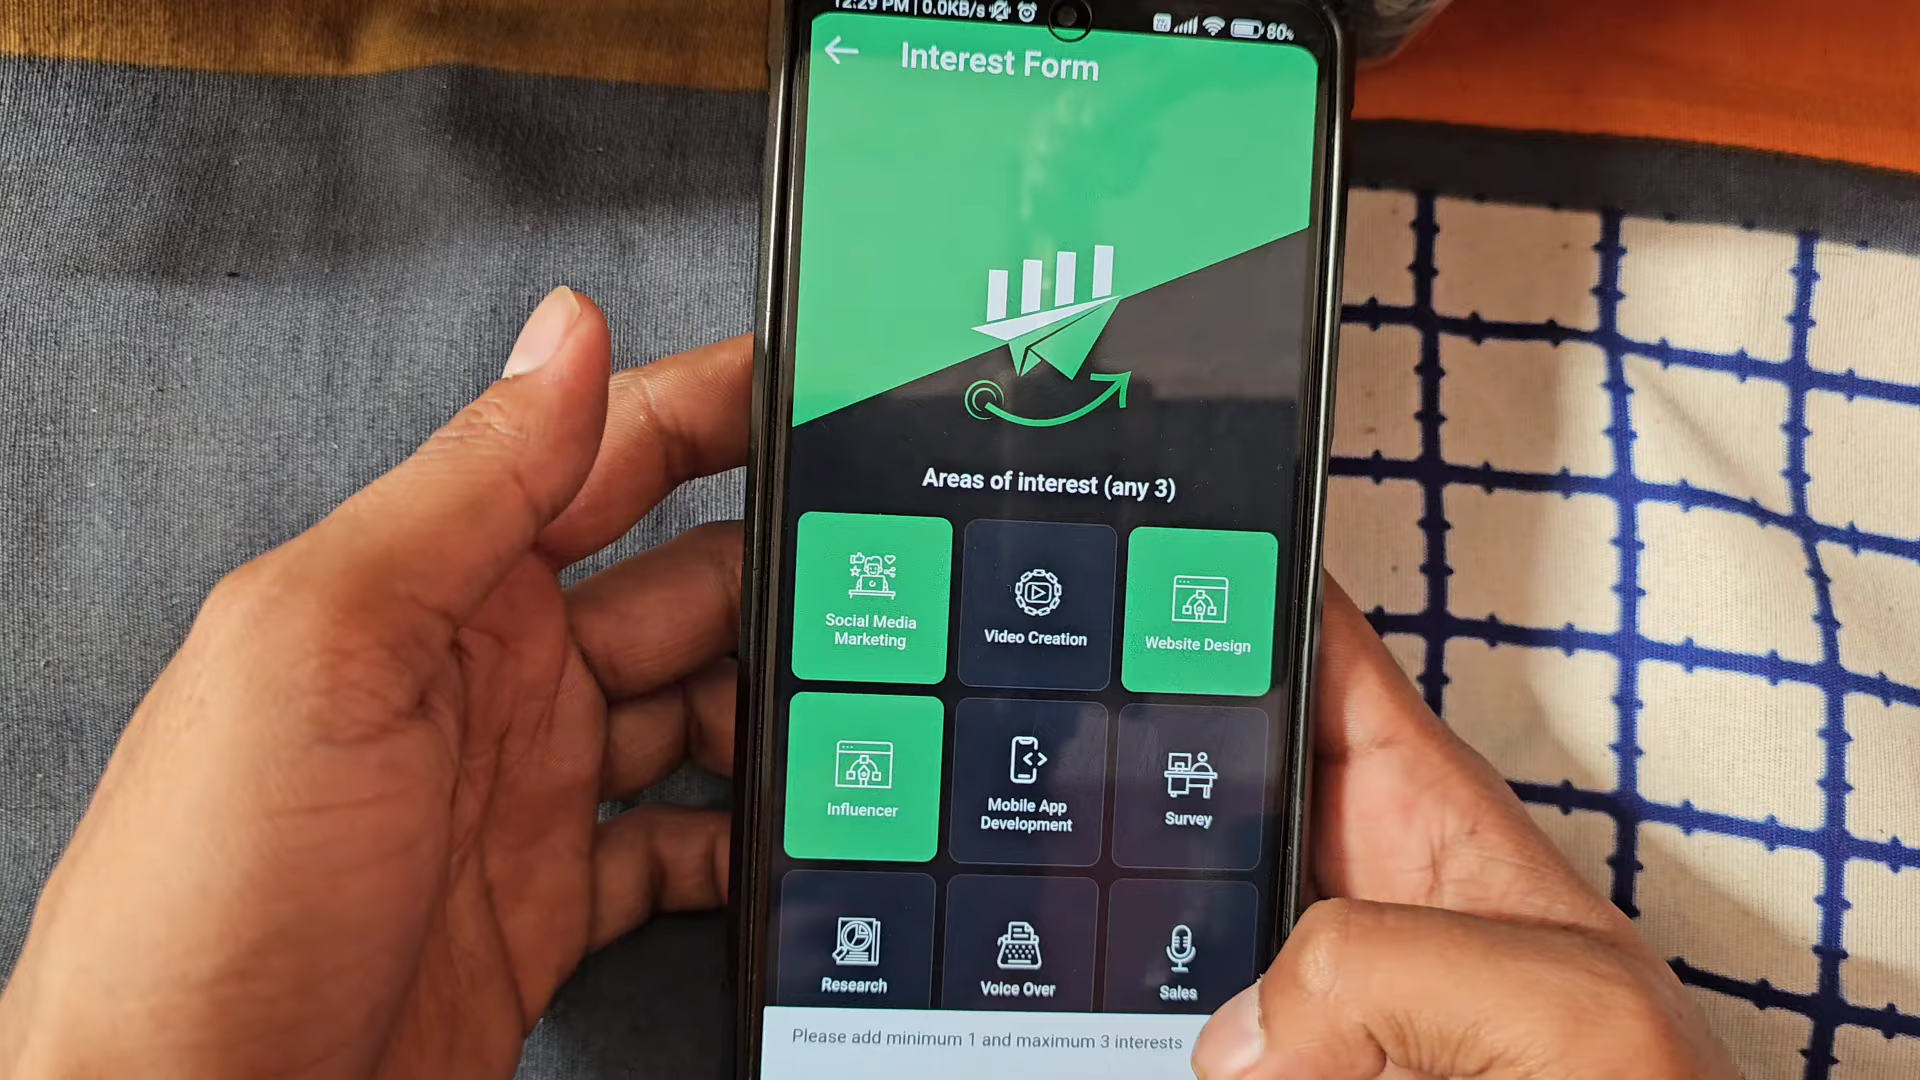 12:29 PM | 0.0KB/s
80%
Interest Form
Areas of interest (any 3)
Social Media
Marketing
Video Creation
Website Design
Influencer
Mobile App
Development
Survey
Research
Voice Over
Sales
Please add minimum 1 and maximum 3 interests